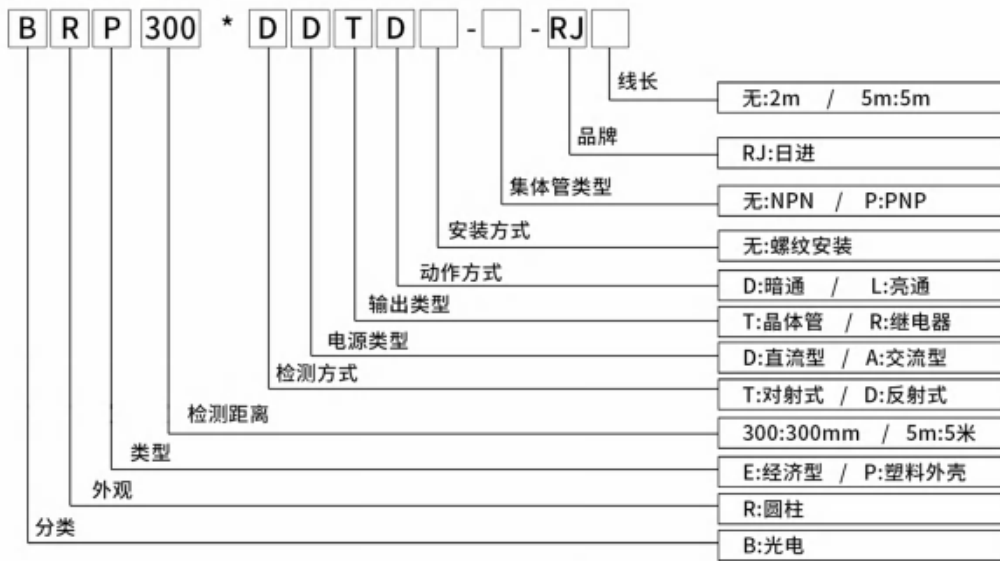 B R P 300 * D D T D - - RJ
线长
无:2m / 5m:5m
品牌
RJ:日进
集体管类型
无:NPN / P:PNP
安装方式
无:螺纹安装
动作方式
D:暗通 / L:亮通
输出类型
T:晶体管 / R:继电器
电源类型
D:直流型 / A:交流型
检测方式
T:对射式 / D:反射式
检测距离
300:300mm / 5m:5米
类型
E:经济型 / P:塑料外壳
外观
R:圆柱
分类
B:光电